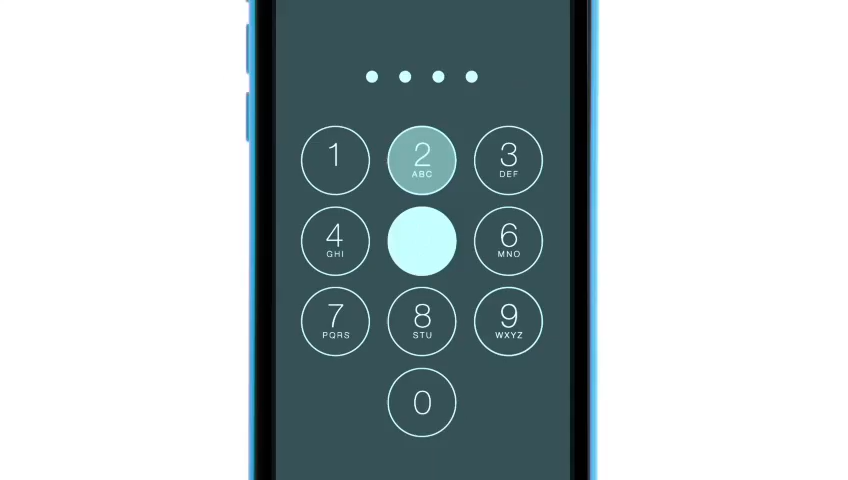 1 2 3
ABC DEF
4 6
GHI MNO
7 8 9
PQRS STU WXYZ
0